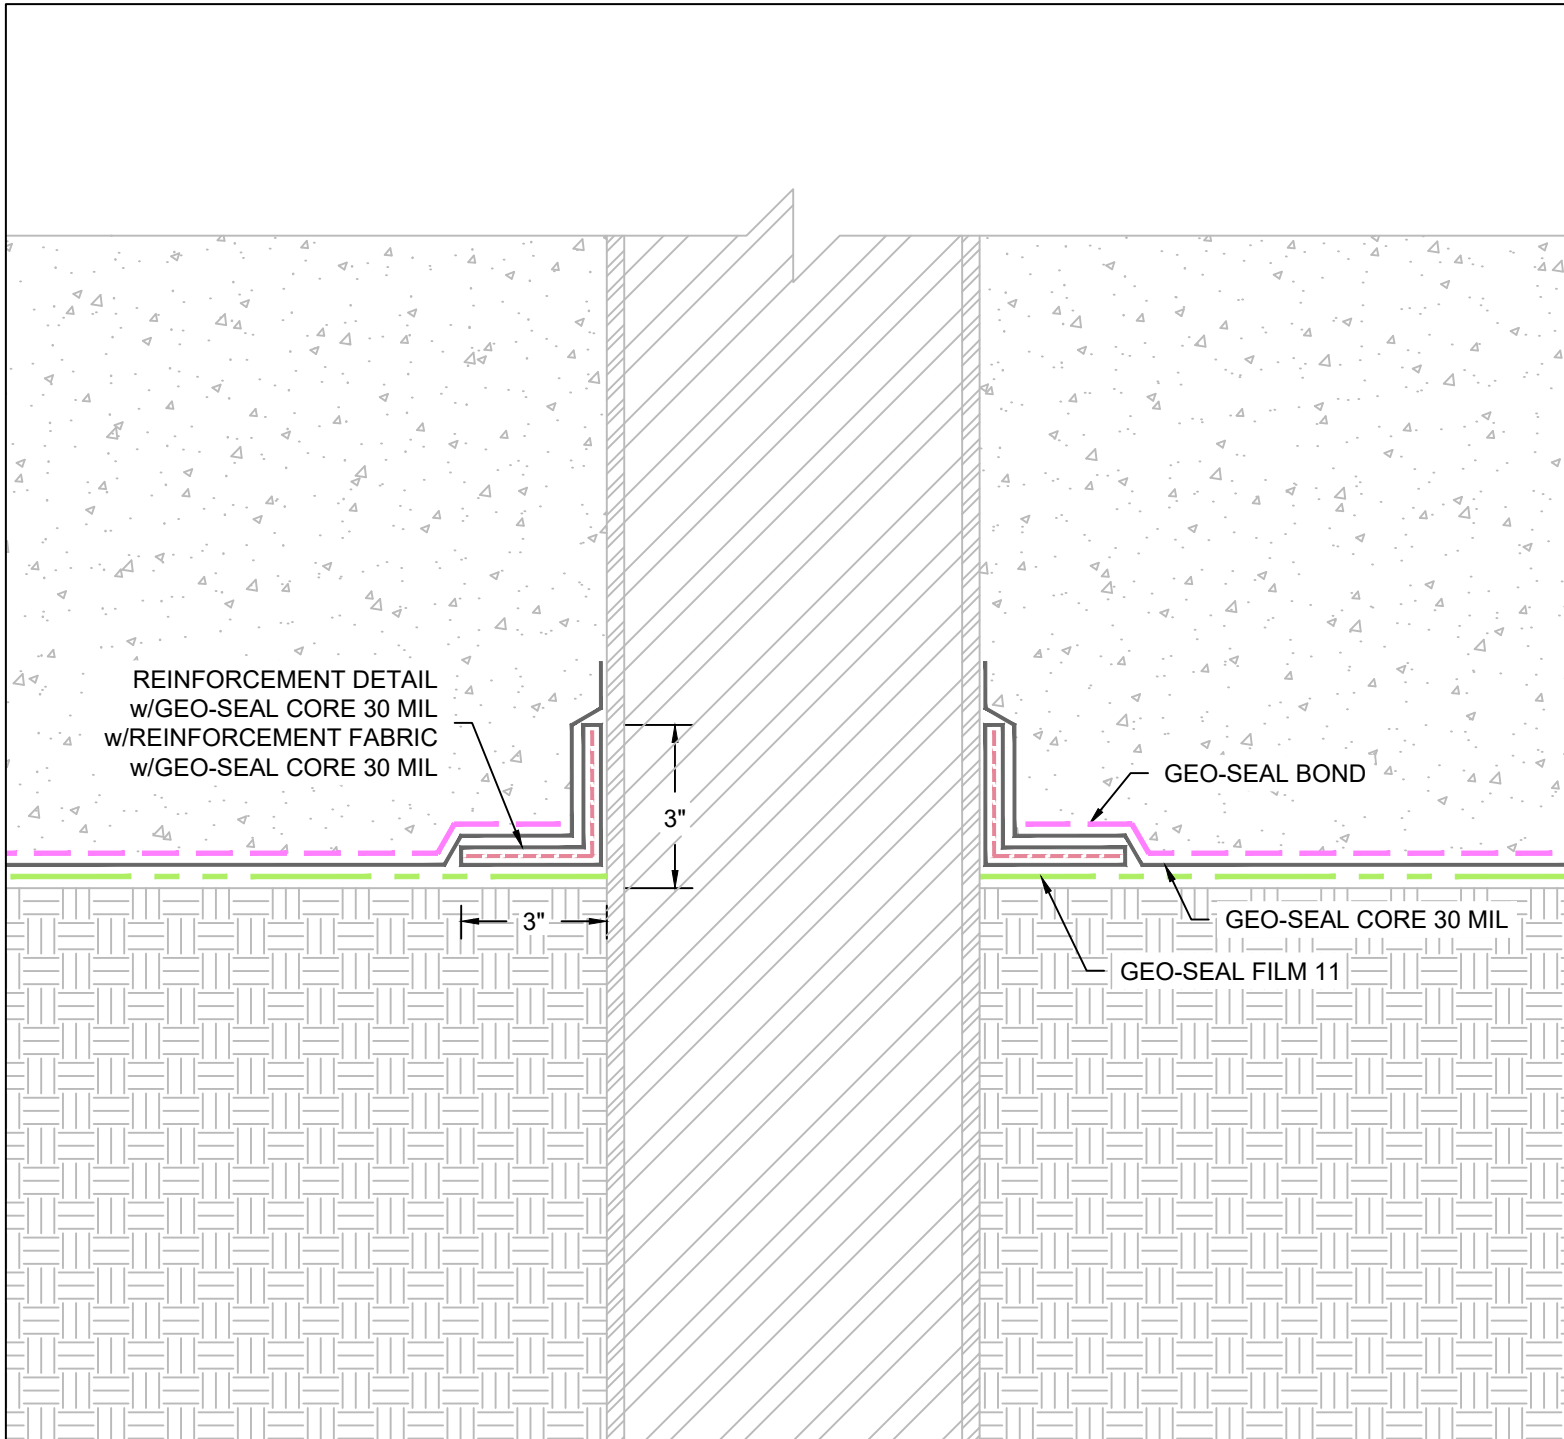 REINFORCEMENT DETAIL
w/GEO-SEAL CORE 30 MIL
w/REINFORCEMENT FABRIC
w/GEO-SEAL CORE 30 MIL
3"
3"
GEO-SEAL BOND
GEO-SEAL CORE 30 MIL
GEO-SEAL FILM 11